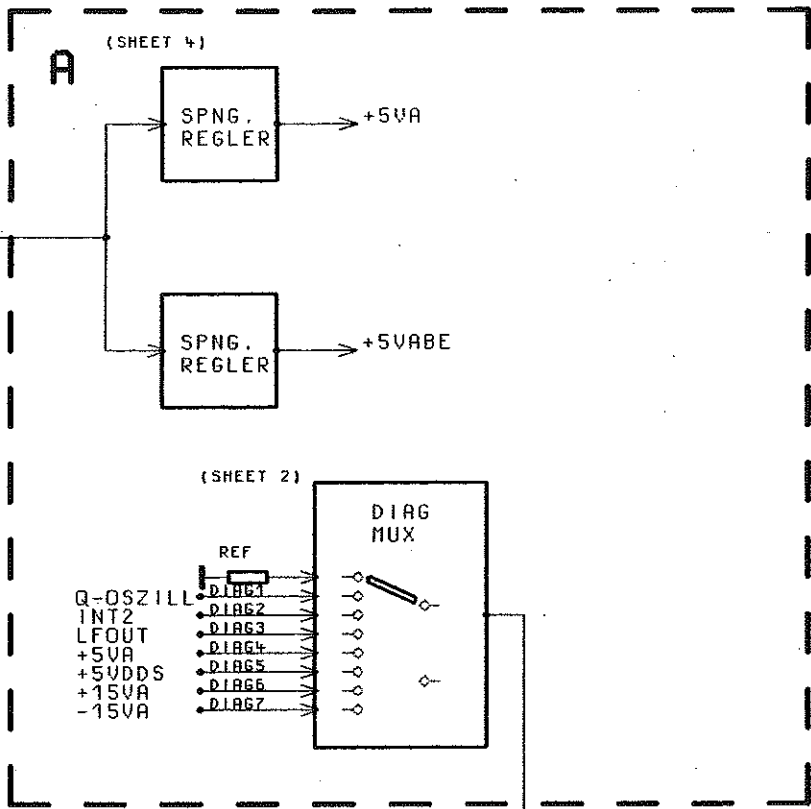 (SHEET 4)
A
SPNG.
REGLER
+5VA
SPNG.
REGLER
+5VABE
(SHEET 2)
DIAG
MUX
REF
Q-OSZILL DIAG1
INT2 DIAG2
LFOUT DIAG3
+5VA DIAG4
+5VDDS DIAG5
+15VA DIAG6
-15VA DIAG7